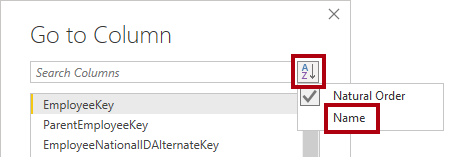 Go to Column
Search Columns
A
Z
Natural Order
Name
EmployeeKey
ParentEmployeeKey
EmployeeNationalIDAlternateKey